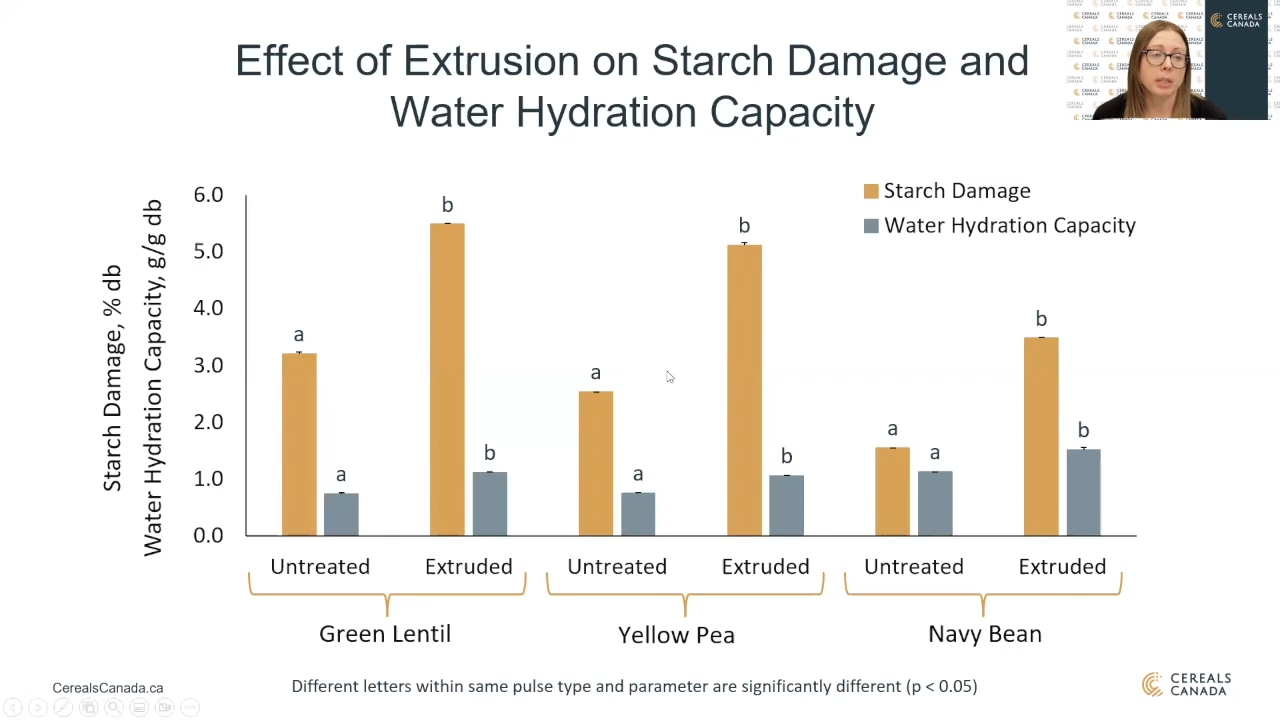 Effect of Extrusion on Starch Damage and
Water Hydration Capacity
CEREALS
CANADA
Starch Damage
Water Hydration Capacity
Starch Damage, % db
Water Hydration Capacity, g/g db
6.0
5.0
4.0
3.0
2.0
1.0
0.0
a
a
b
b
a
a
b
b
a
a
b
b
Untreated Extruded Untreated Extruded Untreated Extruded
Green Lentil Yellow Pea Navy Bean
Different letters within same pulse type and parameter are significantly different (p < 0.05)
CerealsCanada.ca
CEREALS
CANADA